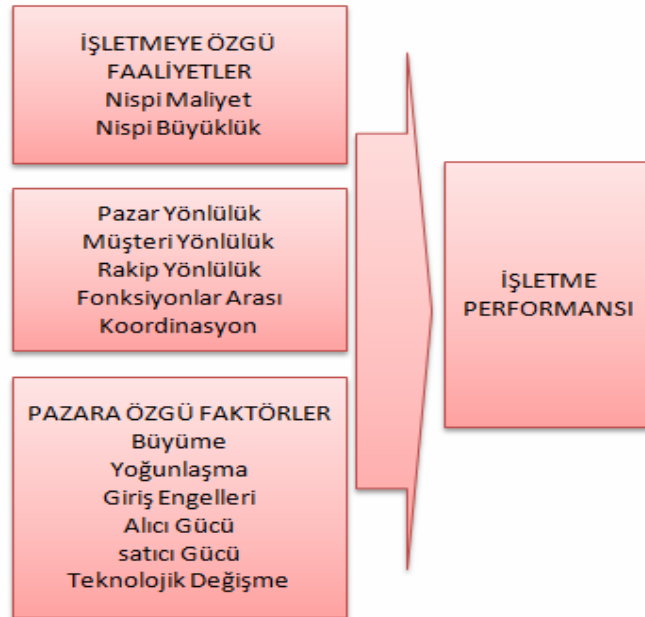 İŞLETMEYE ÖZGÜ
FAALİYETLER
Nispi Maliyet
Nispi Büyüklük
Pazar Yönlülük
Müşteri Yönlülük
Rakip Yönlülük
Fonksiyonlar Arası
Koordinasyon
PAZARA ÖZGÜ FAKTÖRLER
Büyüme
Yoğunlaşma
Giriş Engelleri
Alıcı Gücü
satıcı Gücü
Teknolojik Değişme
İŞLETME
PERFORMANSI